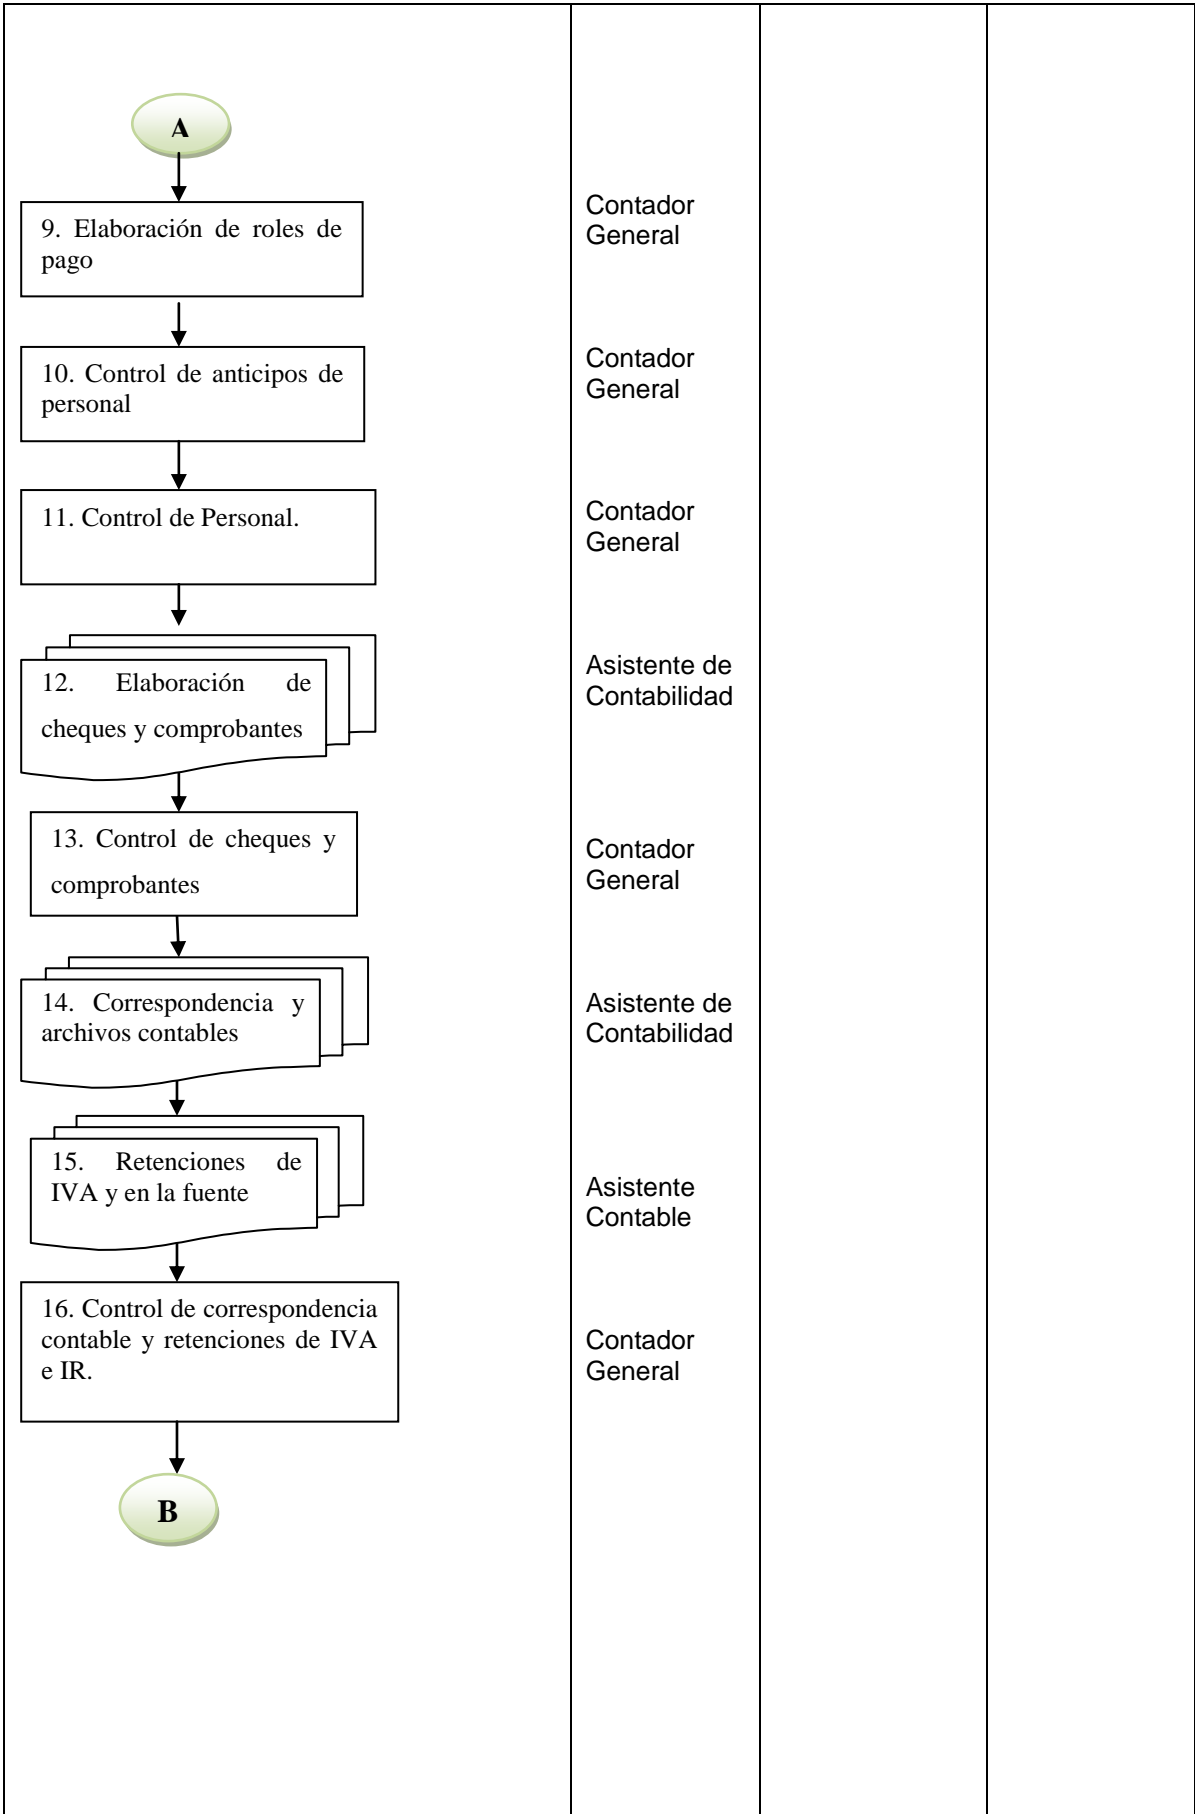 A
9. Elaboración de roles de
pago
Contador
General
10. Control de anticipos de
personal
Contador
General
11. Control de Personal.
Contador
General
12. Elaboración de
cheques y comprobantes
Asistente de
Contabilidad
13. Control de cheques y
comprobantes
Contador
General
14. Correspondencia y
archivos contables
Asistente de
Contabilidad
15. Retenciones de
IVA y en la fuente
Asistente
Contable
16. Control de correspondencia
contable y retenciones de IVA
e IR.
Contador
General
B